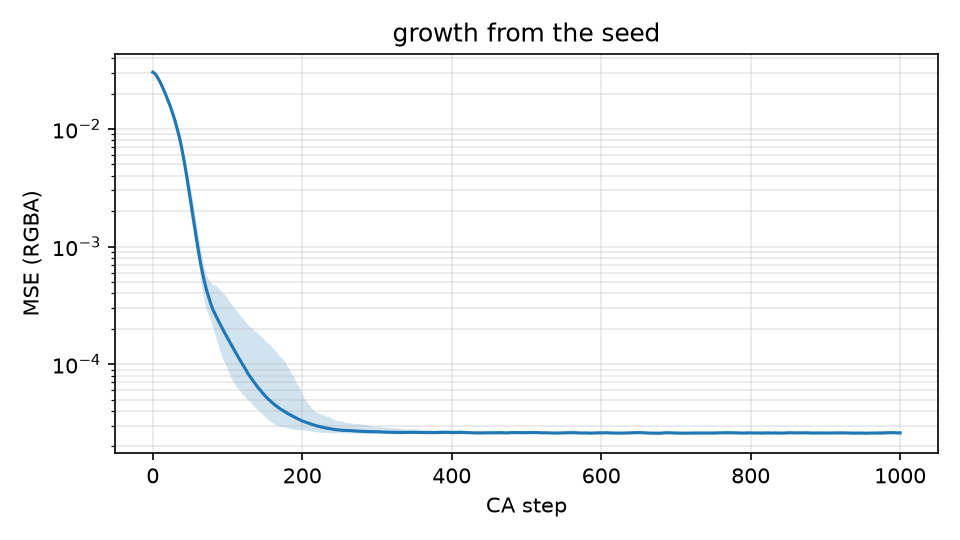 growth from the seed
MSE (RGBA)
10⁻²
10⁻³
10⁻⁴
0 200 400 600 800 1000
CA step